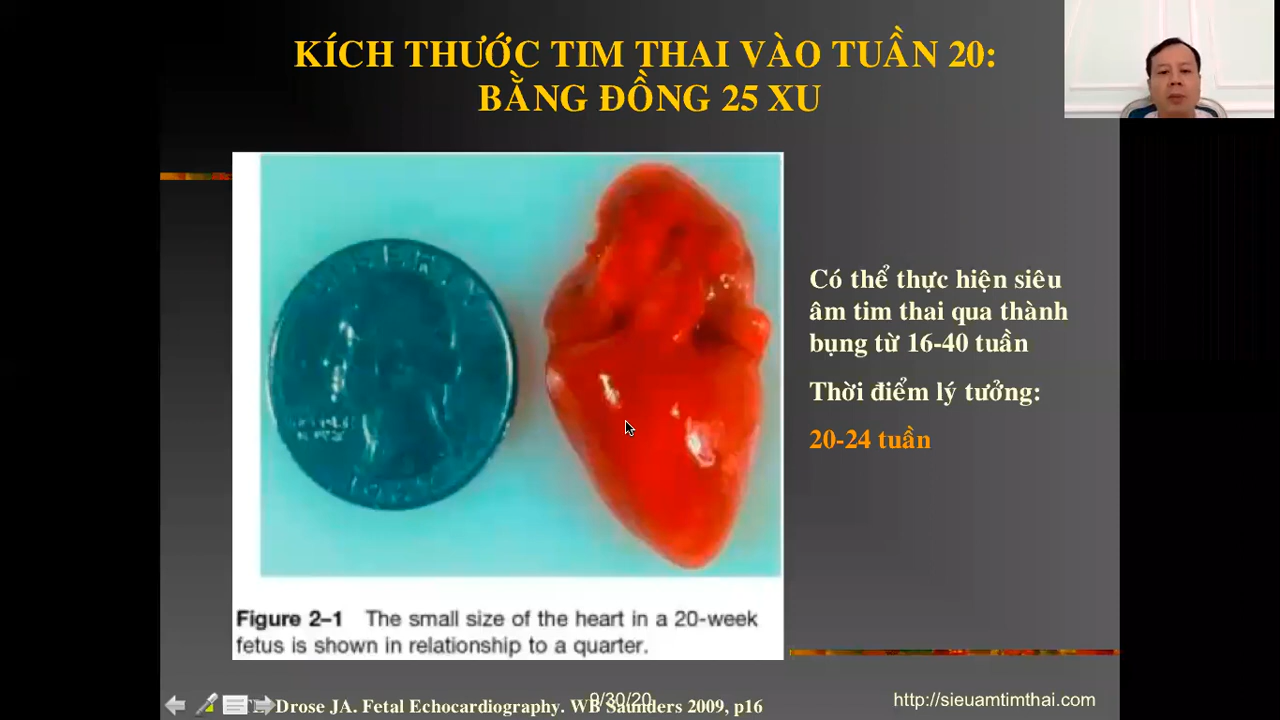 KÍCH THƯỚC TIM THAI VÀO TUẦN 20:
BẰNG ĐỒNG 25 XU
Có thể thực hiện siêu
âm tim thai qua thành
bụng từ 16-40 tuần
Thời điểm lý tưởng:
20-24 tuần
Figure 2–1 The small size of the heart in a 20-week
fetus is shown in relationship to a quarter.
Drose JA. Fetal Echocardiography. WB Saunders 2009, p16
9/30/20
http://sieuamtimthai.com